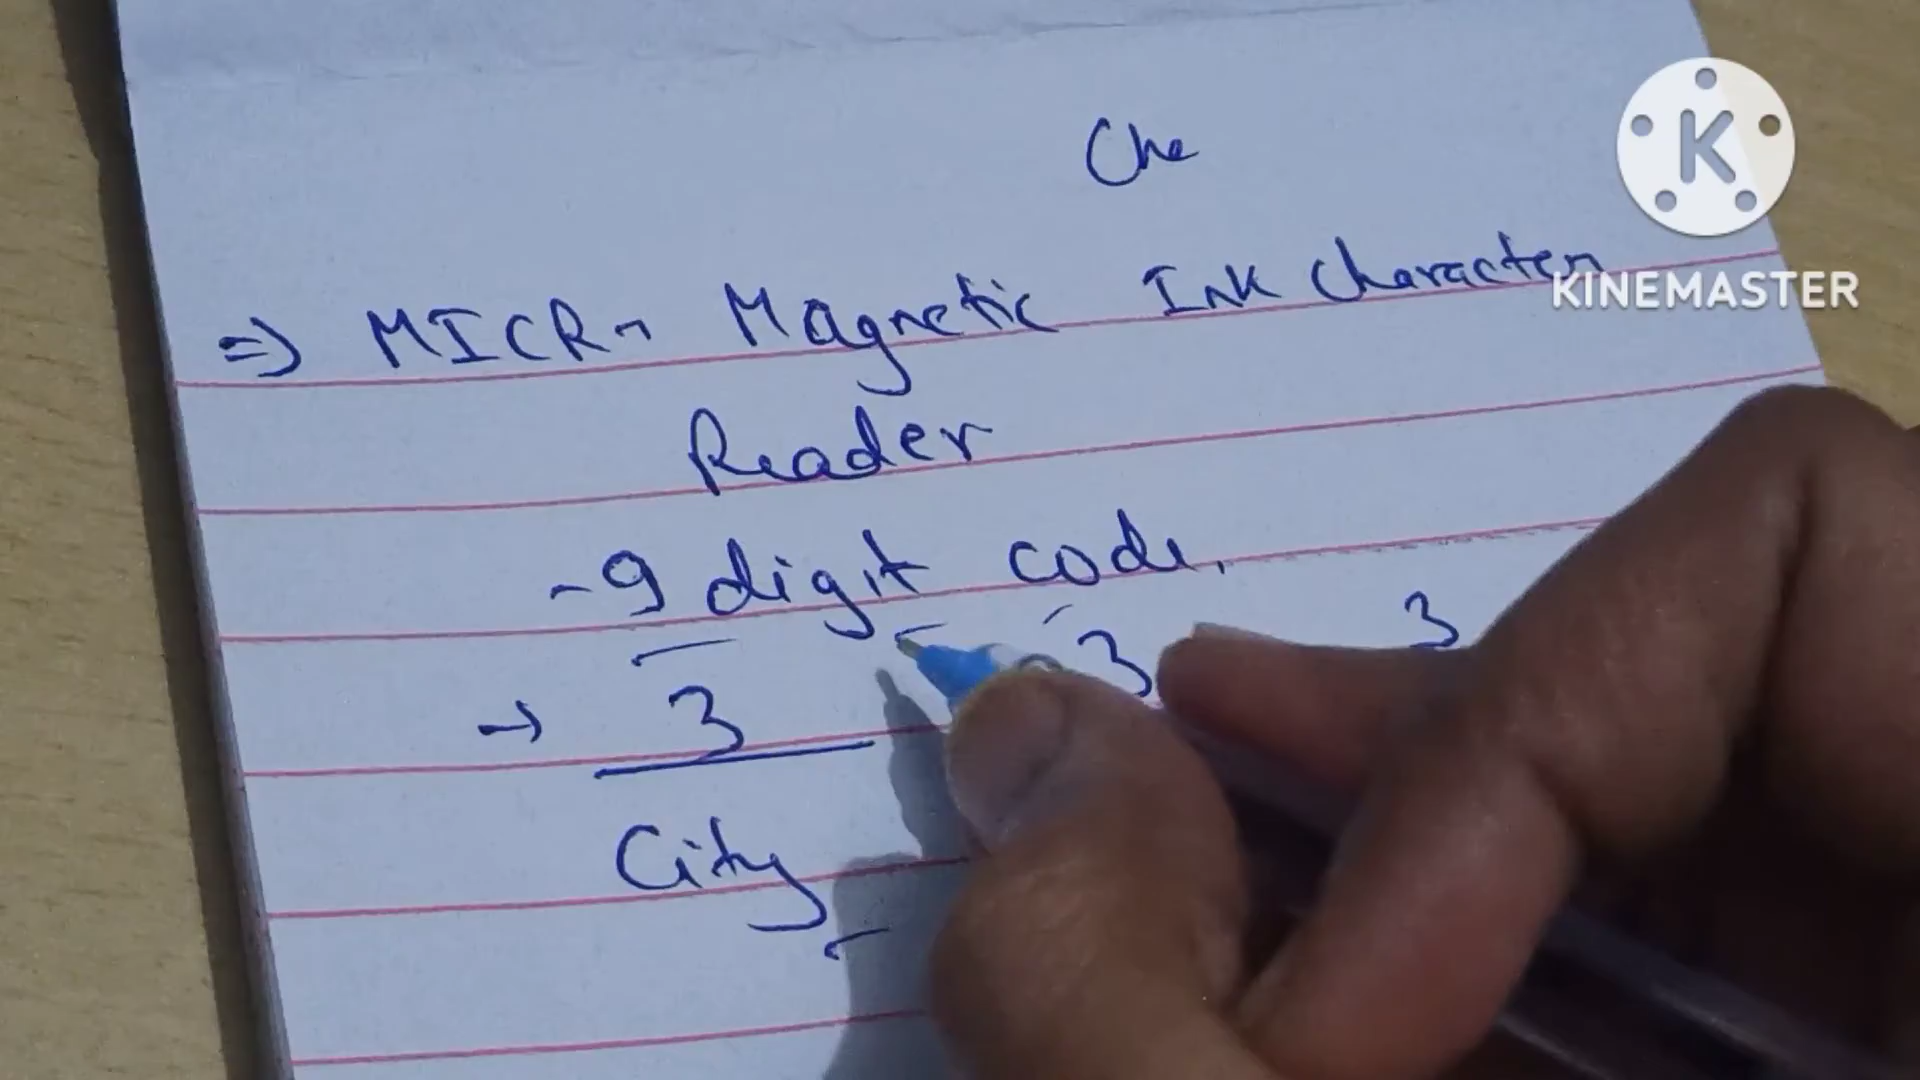 Che
K
KINEMASTER
=> MICR → Magnetic Ink Character
Reader
- 9 digit code.
→ 3 3 3
City